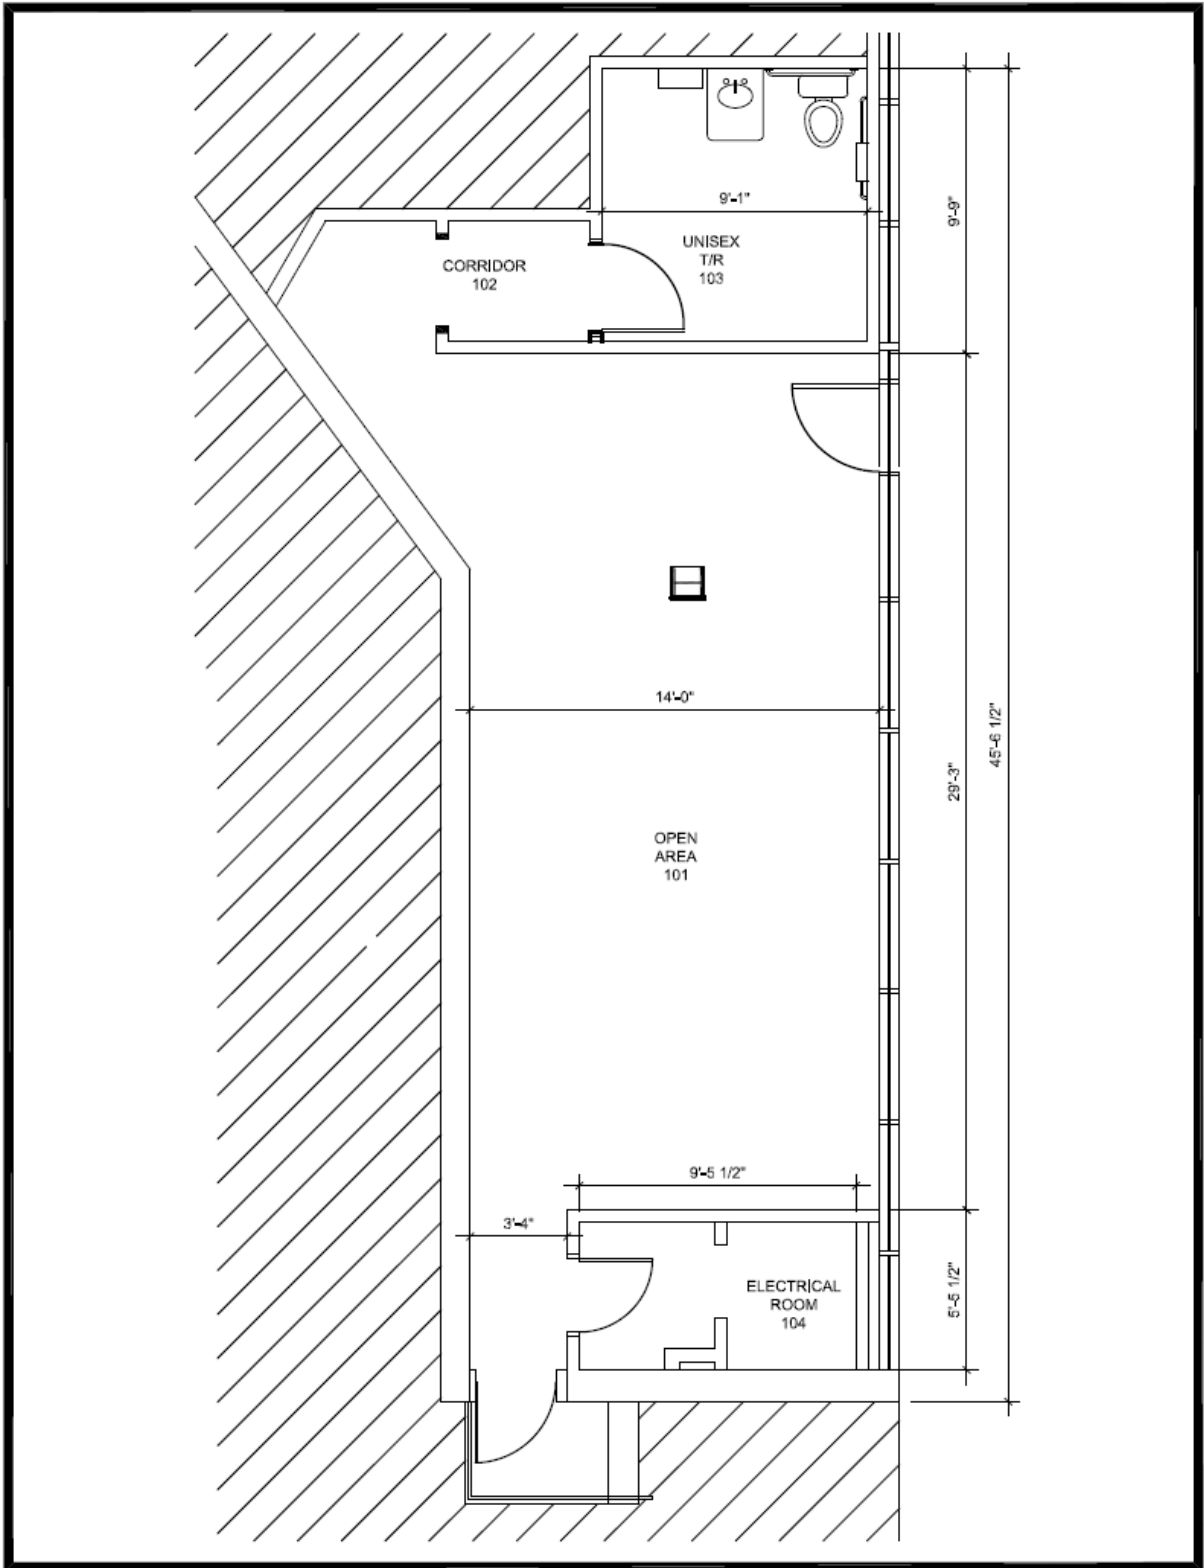 9'-1"
9'-9"
UNISEX
T/R
103
CORRIDOR
102
14'-0"
45'-6 1/2"
29'-3"
OPEN
AREA
101
9'-5 1/2"
3'-4"
ELECTRICAL
ROOM
104
5'-5 1/2"